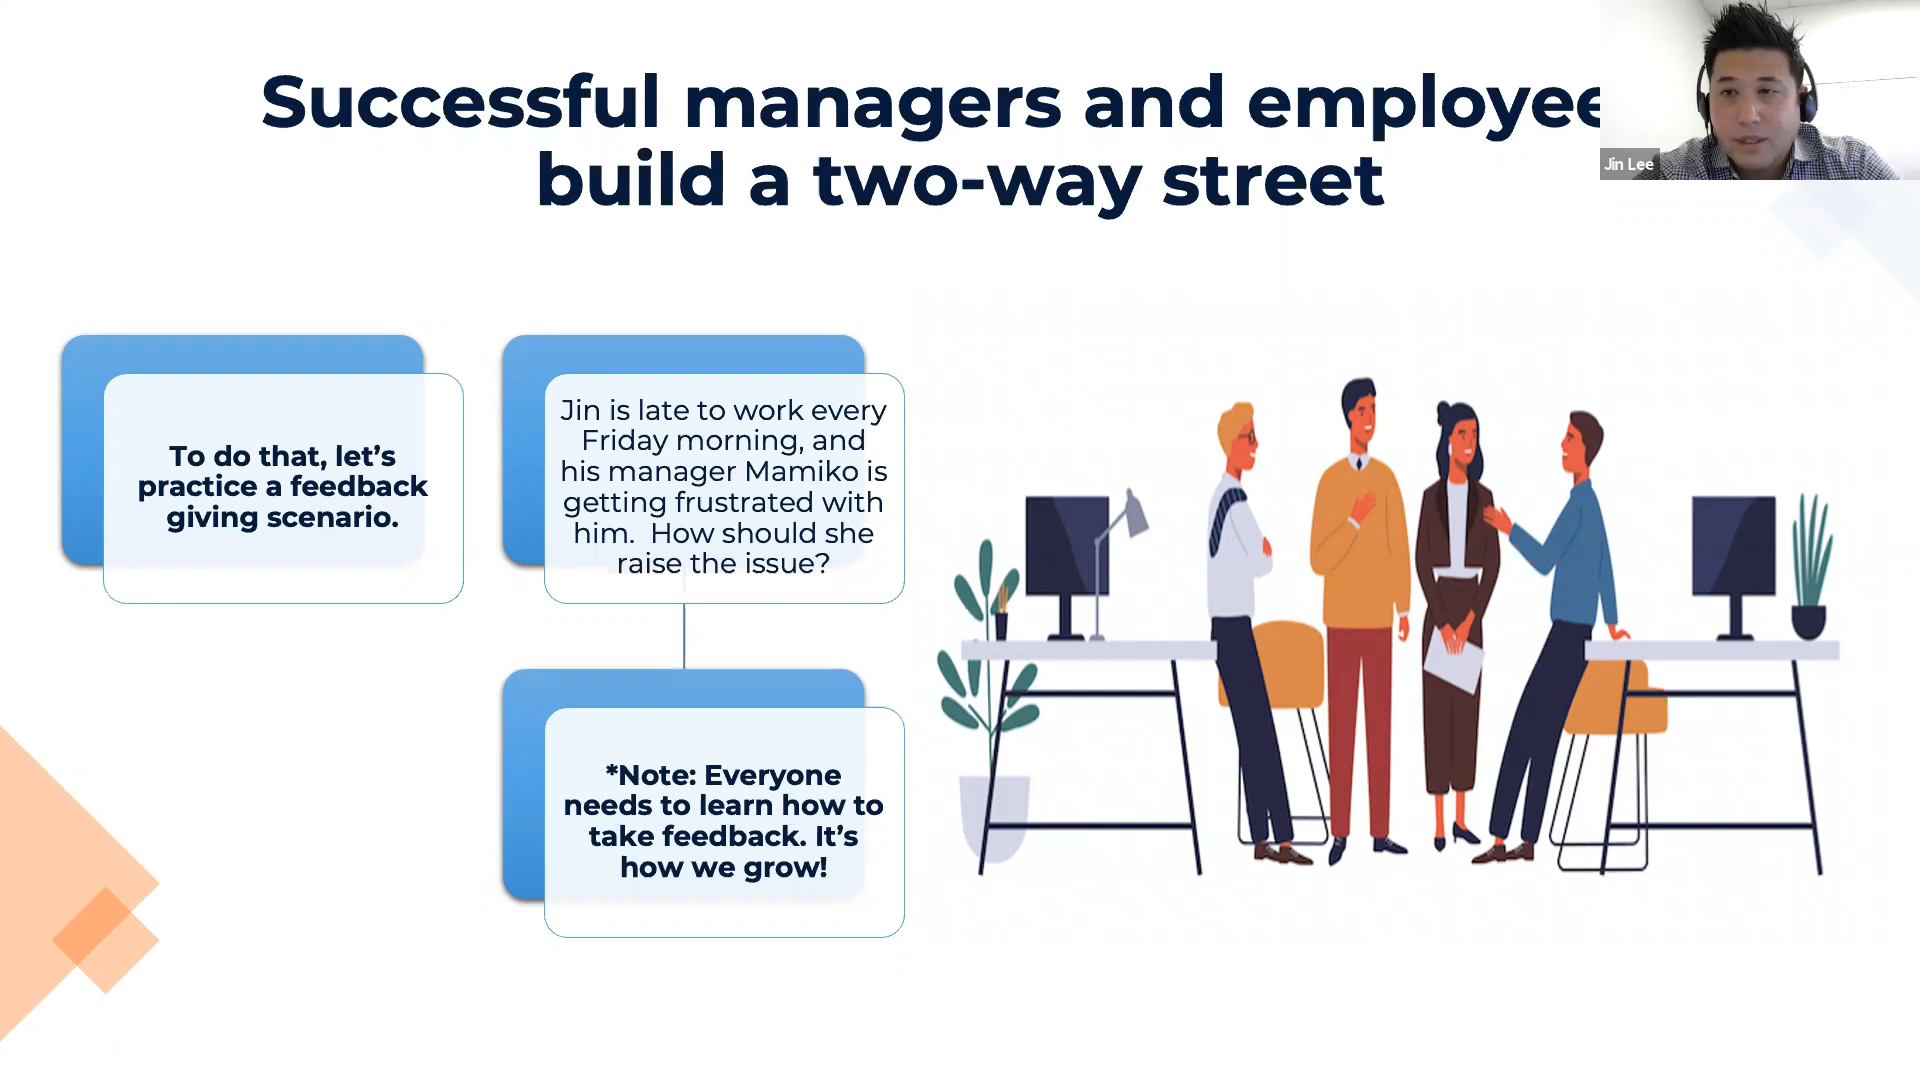 Successful managers and employee
build a two-way street
Jin Lee
To do that, let’s
practice a feedback
giving scenario.
Jin is late to work every
Friday morning, and
his manager Mamiko is
getting frustrated with
him.  How should she
raise the issue?
*Note: Everyone
needs to learn how to
take feedback. It’s
how we grow!